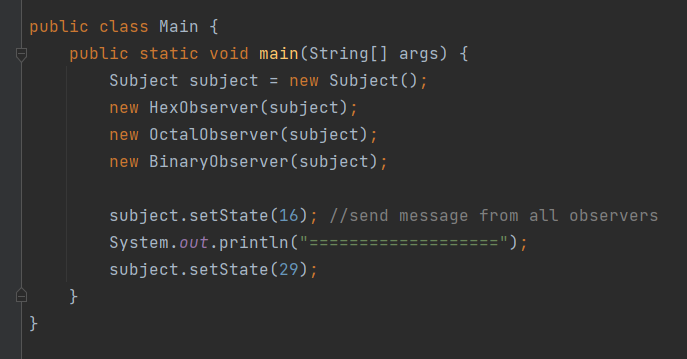 public class Main {
    public static void main(String[] args) {
        Subject subject = new Subject();
        new HexObserver(subject);
        new OctalObserver(subject);
        new BinaryObserver(subject);

        subject.setState(16); //send message from all observers
        System.out.println("===================");
        subject.setState(29);
    }
}